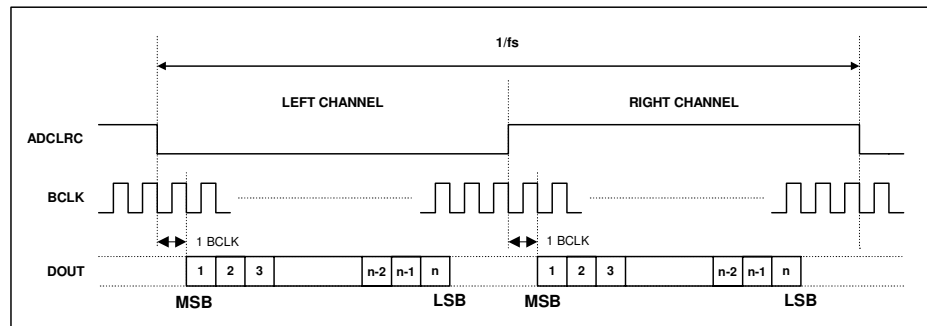 1/fs
LEFT CHANNEL RIGHT CHANNEL
ADCLRC
BCLK
1 BCLK 1 BCLK
DOUT 1 2 3 n-2 n-1 n 1 2 3 n-2 n-1 n
MSB LSB MSB LSB